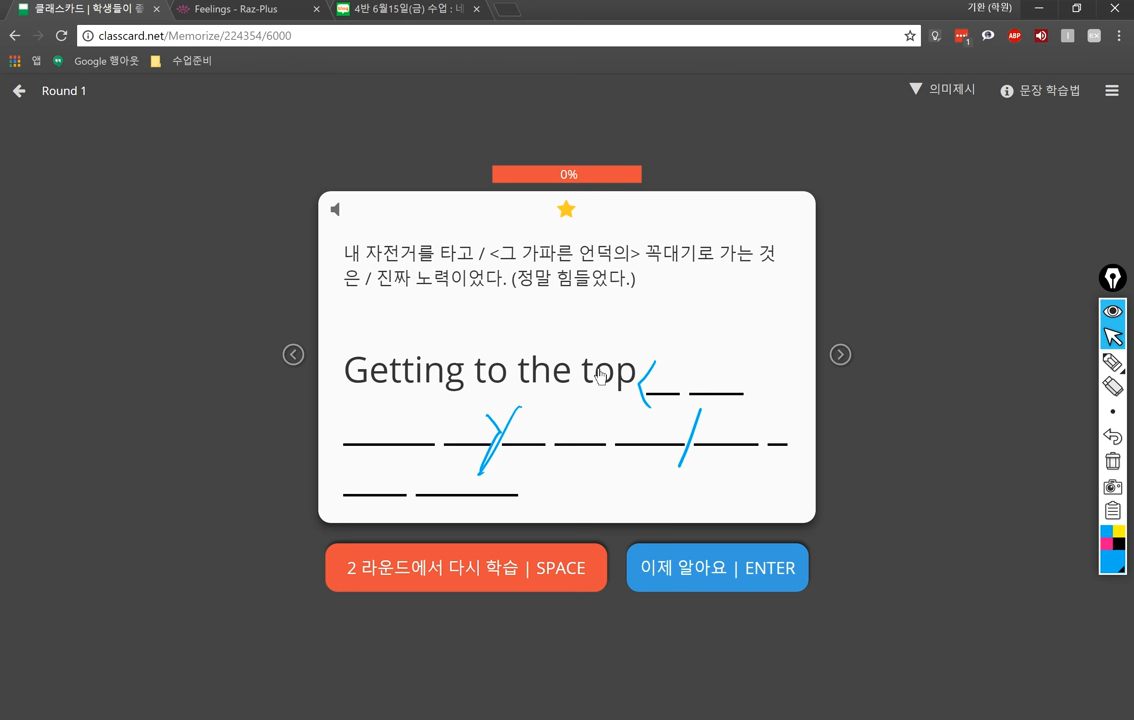 클래스카드 | 학생들이 즐
Feelings - Raz-Plus
4반 6월15일(금) 수업 : 네
기환 (학원)
classcard.net/Memorize/224354/6000
1
ABP
앱
Google 행아웃
수업준비
Round 1
의미제시
문장 학습법
0%
내 자전거를 타고 / <그 가파른 언덕의> 꼭대기로 가는 것
은 / 진짜 노력이었다. (정말 힘들었다.)
Getting to the top
2 라운드에서 다시 학습 | SPACE
이제 알아요 | ENTER